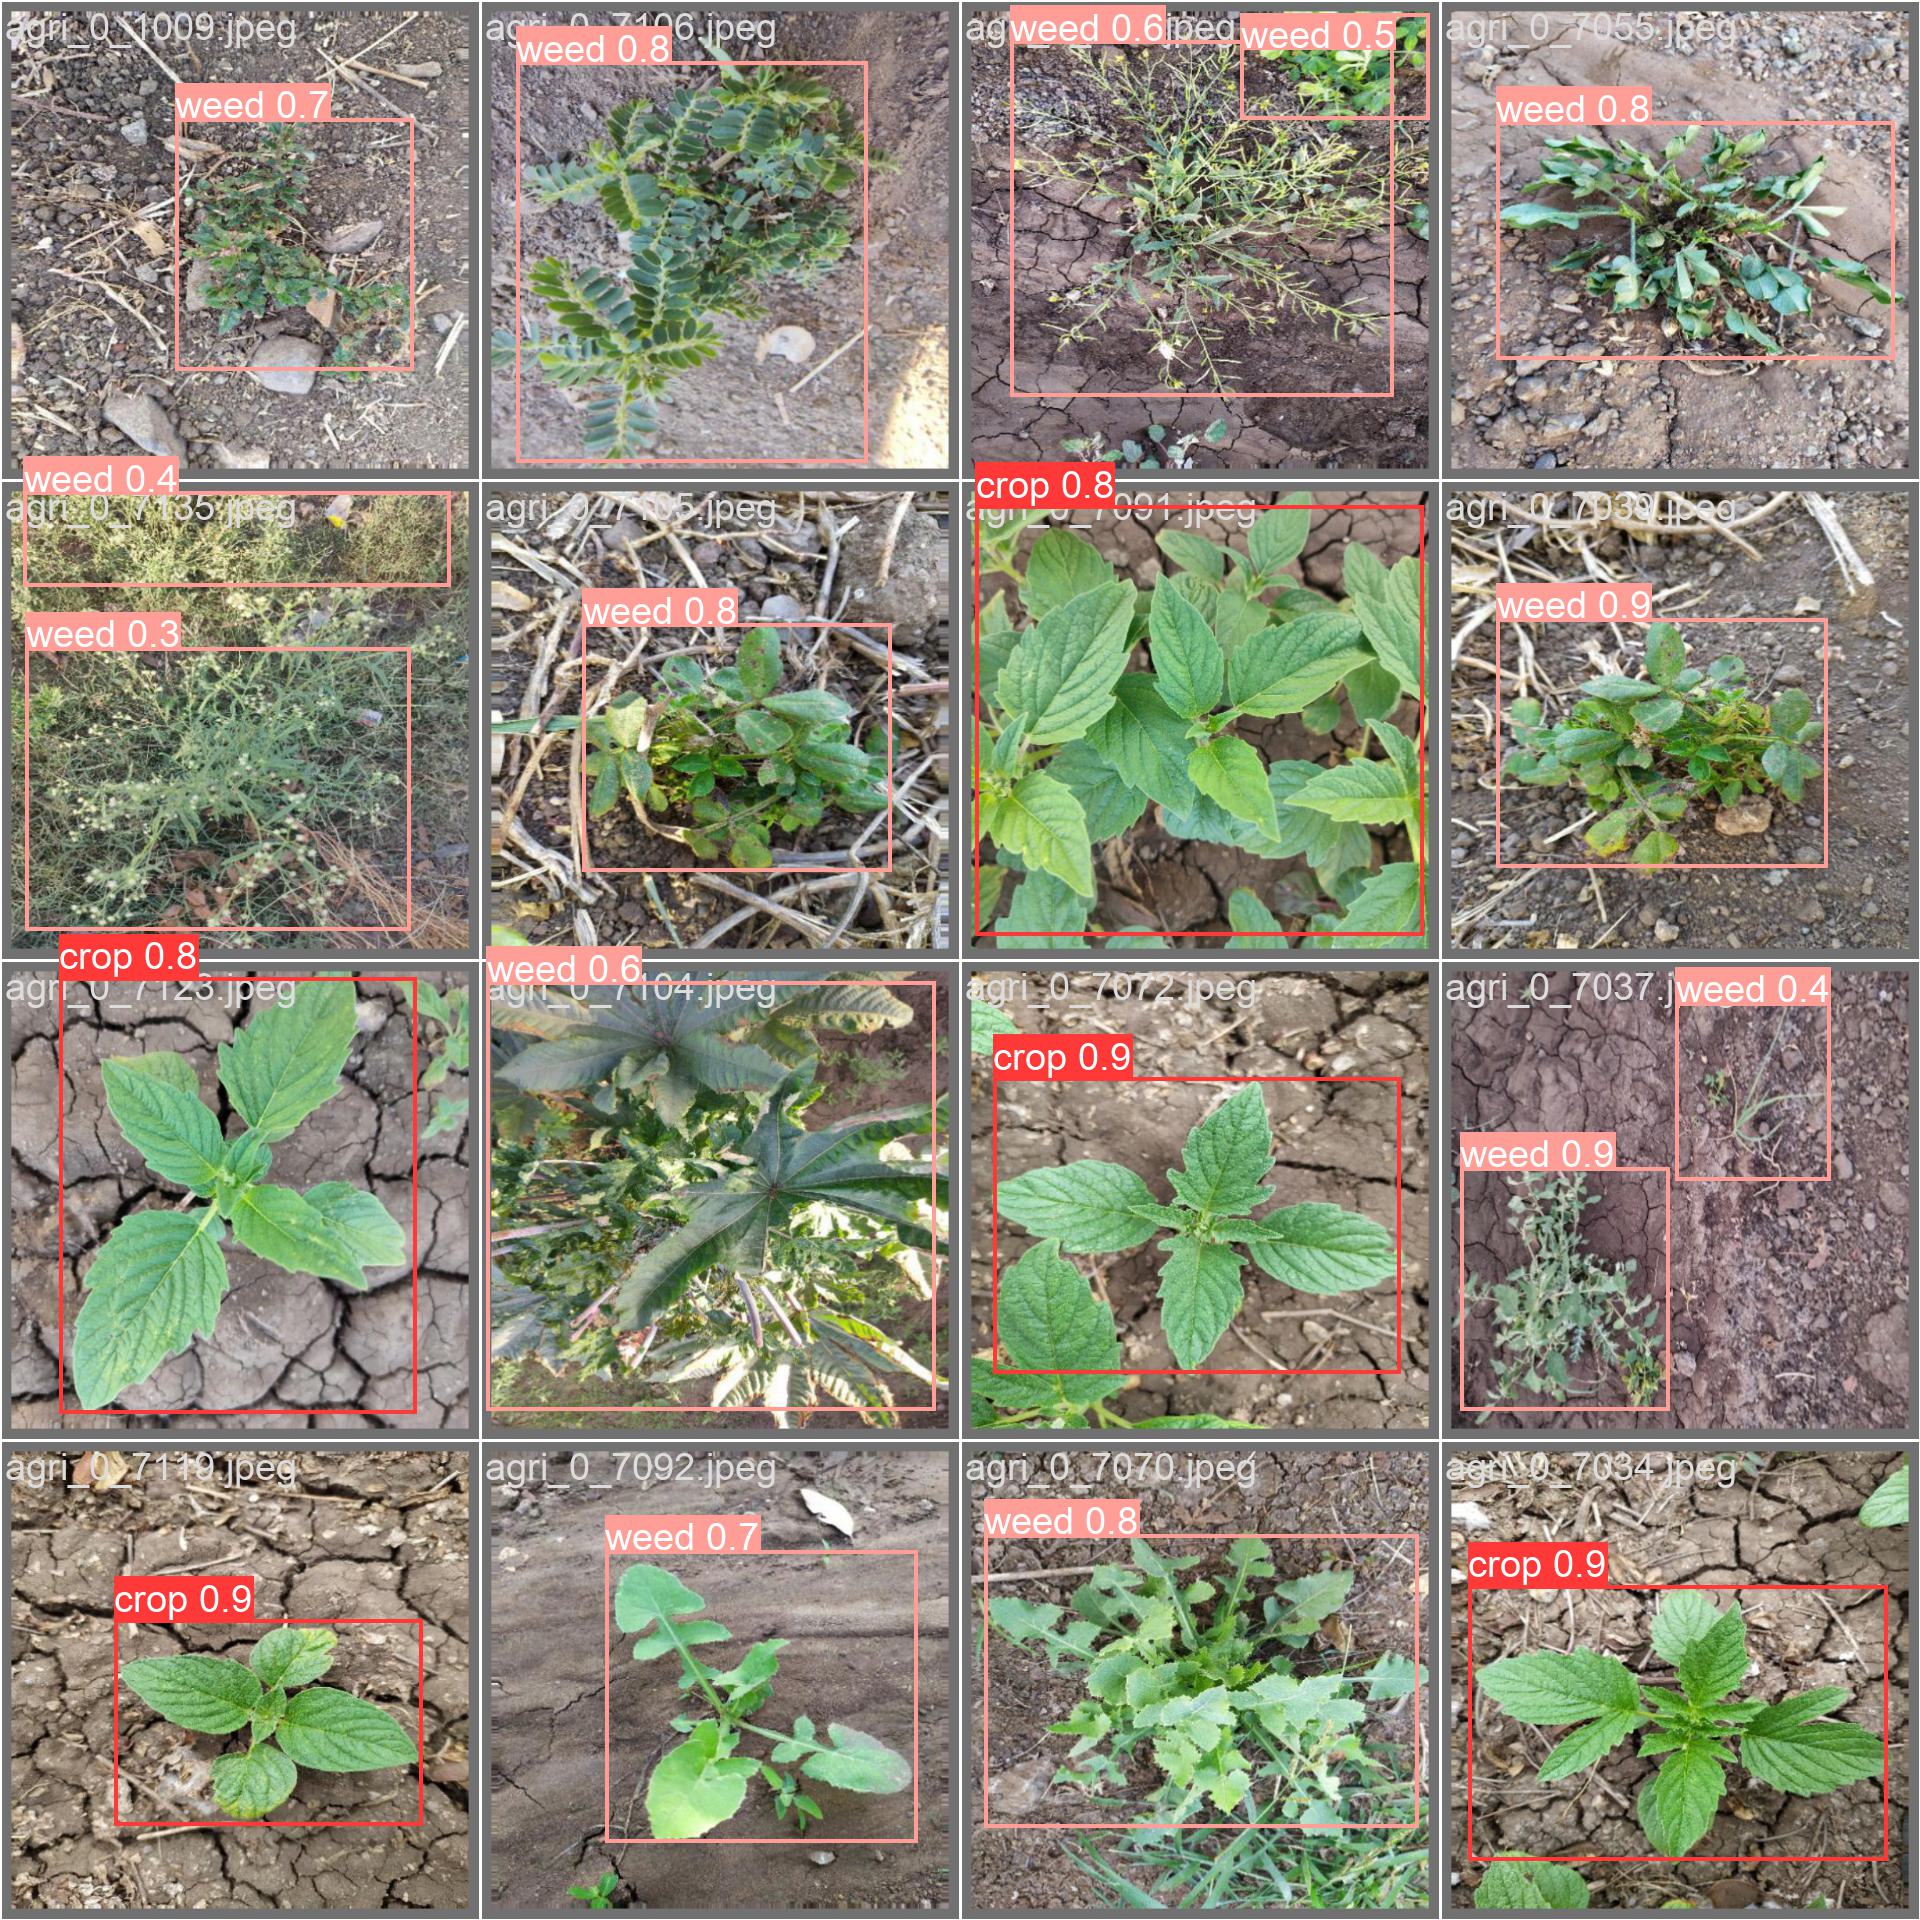 agri_0_1009.jpeg
weed 0.7
agri_0_7106.jpeg
weed 0.8
weed 0.6
jpeg
weed 0.5
agri_0_7055.jpeg
weed 0.8
weed 0.4
agri_0_7135.jpeg
weed 0.3
agri_0_7105.jpeg
weed 0.8
crop 0.8
agri_0_7091.jpeg
agri_0_7039.jpeg
weed 0.9
crop 0.8
agri_0_7123.jpeg
weed 0.6
agri_0_7104.jpeg
agri_0_7072.jpeg
crop 0.9
agri_0_7037.j
weed 0.4
weed 0.9
agri_0_7119.jpeg
crop 0.9
agri_0_7092.jpeg
weed 0.7
agri_0_7070.jpeg
weed 0.8
agri_0_7034.jpeg
crop 0.9